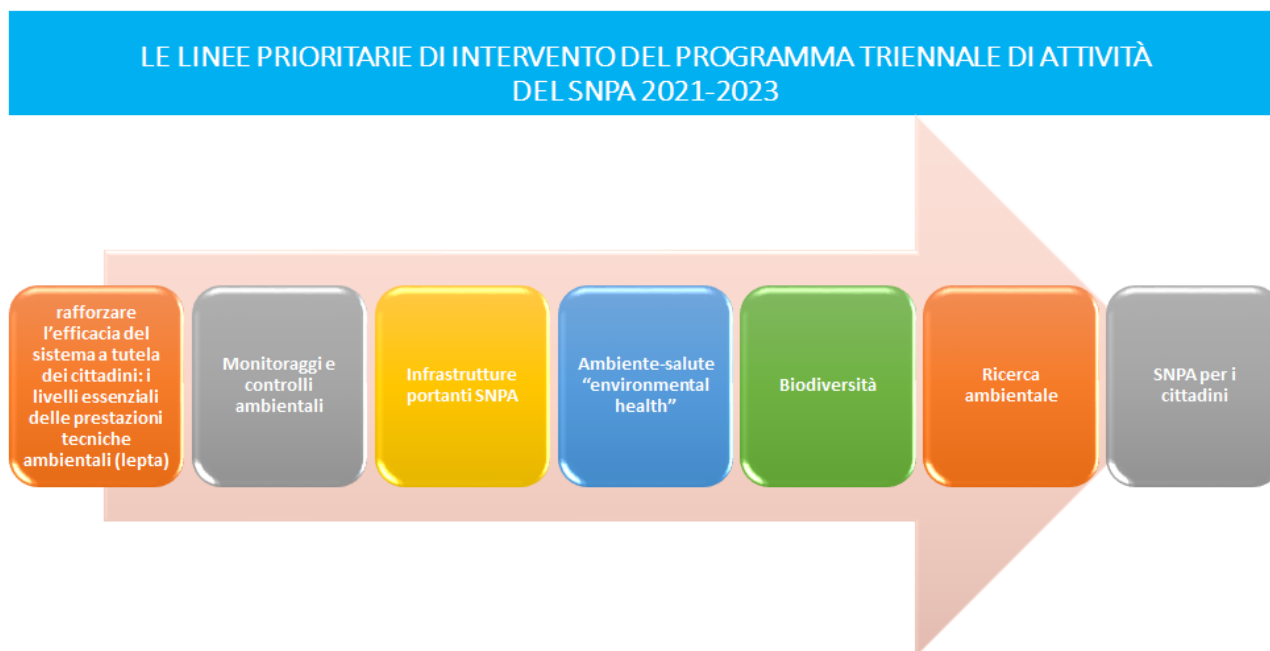 LE LINEE PRIORITARIE DI INTERVENTO DEL PROGRAMMA TRIENNALE DI ATTIVITÀ
DEL SNPA 2021-2023
rafforzare
l'efficacia del
sistema a tutela
dei cittadini: i
livelli essenziali
delle prestazioni
tecniche
ambientali (lepta)
Monitoraggi e
controlli
ambientali
Infrastrutture
portanti SNPA
Ambiente-salute
“environmental
health”
Biodiversità
Ricerca
ambientale
SNPA per i
cittadini